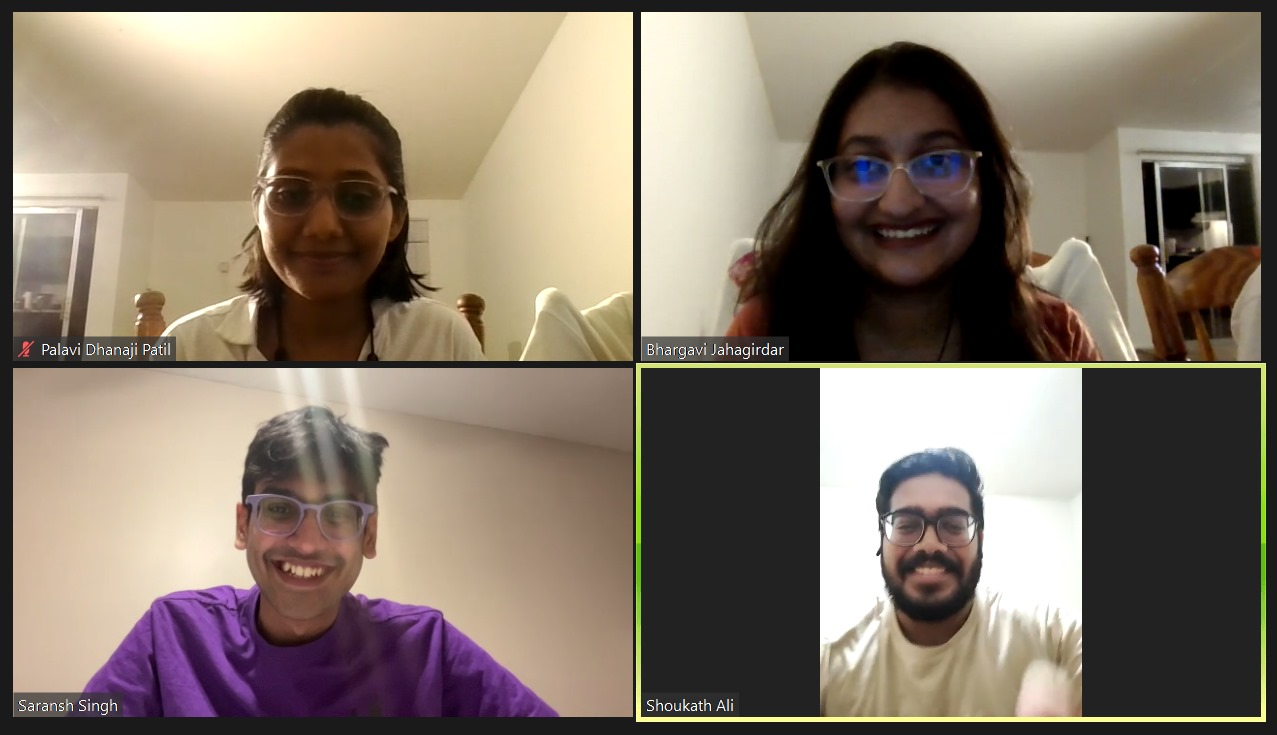 Palavi Dhanaji Patil
Bhargavi Jahagirdar
Saransh Singh
Shoukath Ali